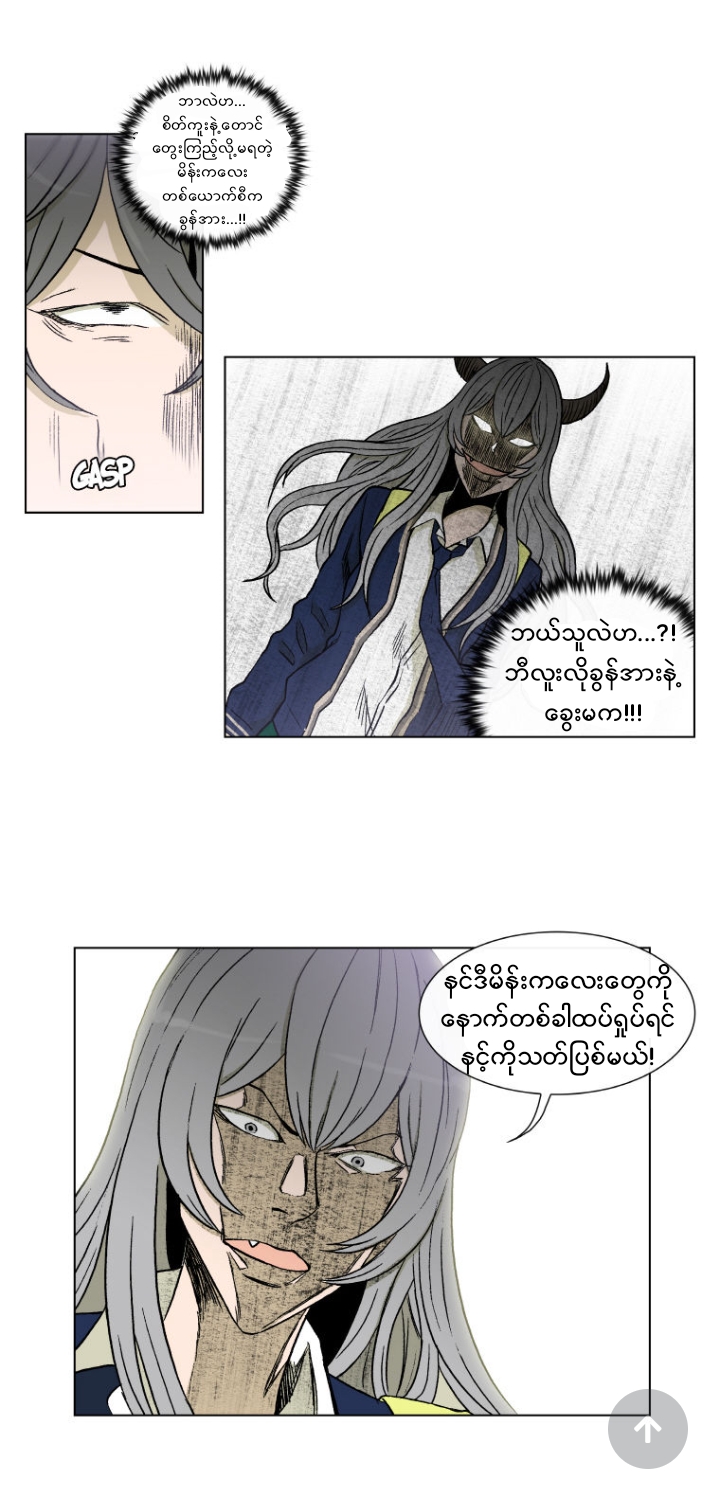 ဘာလဲဟ...
စိတ်ကူးနဲ့တောင်
တွေးကြည့်လို့မရတဲ့
မိန်းကလေး
တစ်ယောက်စီက
ခွန်အား...!!
GASP
ဘယ်သူလဲဟ...?!
ဘီလူးလိုခွန်အားနဲ့
ခွေးမက!!!
နင်ဒီမိန်းကလေးတွေကို
နောက်တစ်ခါထပ်ရှုပ်ရင်
နင့်ကိုသတ်ပြစ်မယ်!